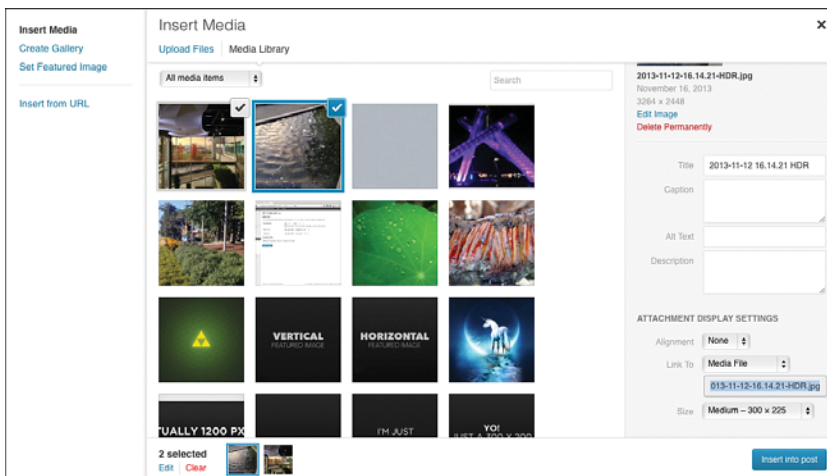 Insert Media
Create Gallery
Set Featured Image
Insert from URL
Insert Media
Upload Files
Media Library
All media items
Search
VERTICAL
FEATURED IMAGE
HORIZONTAL
FEATURED IMAGE
TUALLY 1200 PX
I'M JUST
YO!
JUST A 300 X 200
2013-11-12-16.14.21-HDR.jpg
November 16, 2013
3264 × 2448
Edit Image
Delete Permanently
Title
2013-11-12 16.14.21 HDR
Caption
Alt Text
Description
ATTACHMENT DISPLAY SETTINGS
Alignment
None
Link To
Media File
013-11-12-16.14.21-HDR.jpg
Size
Medium – 300 × 225
2 selected
Edit
Clear
Insert into post